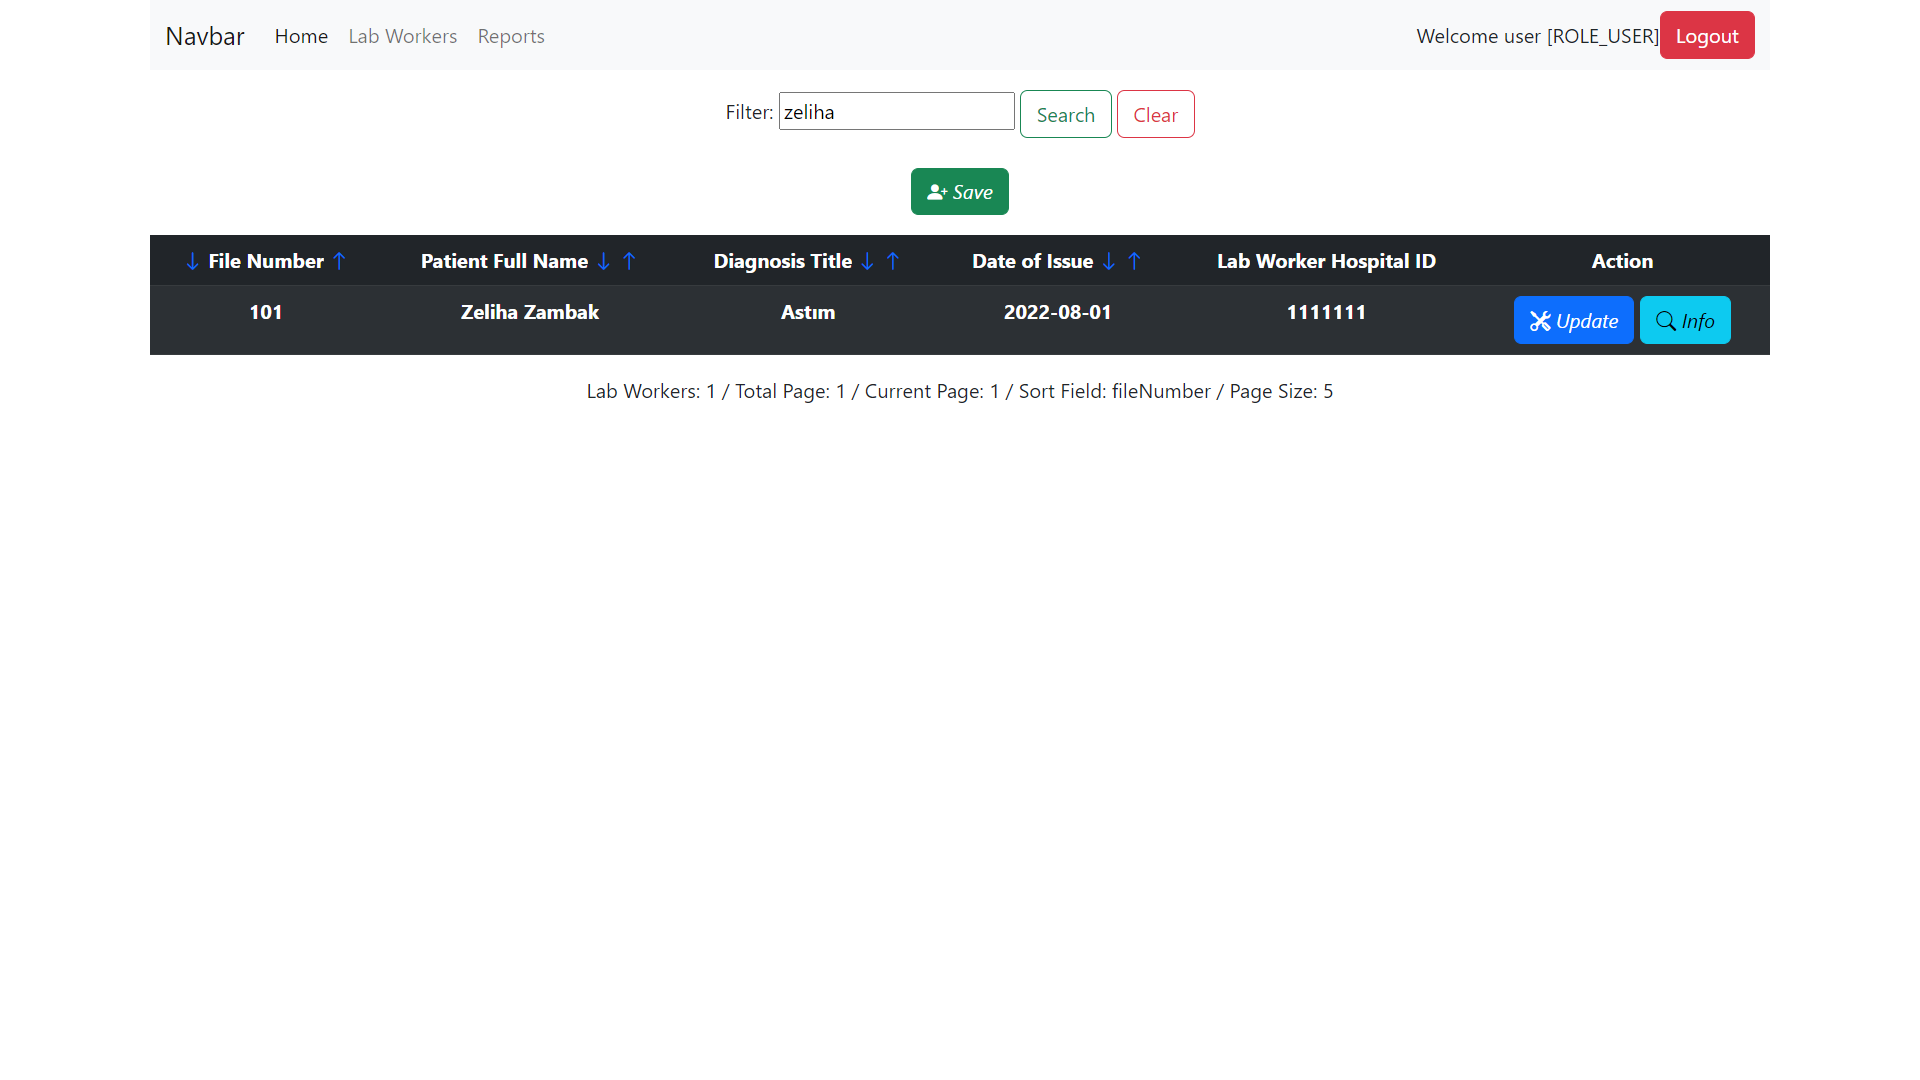 Navbar Home Lab Workers Reports Welcome user [ROLE_USER] Logout
Filter: zeliha Search Clear
Save
↓ File Number ↑ Patient Full Name ↓ ↑ Diagnosis Title ↓ ↑ Date of Issue ↓ ↑ Lab Worker Hospital ID Action
101 Zeliha Zambak Astım 2022-08-01 1111111 Update Info
Lab Workers: 1 / Total Page: 1 / Current Page: 1 / Sort Field: fileNumber / Page Size: 5